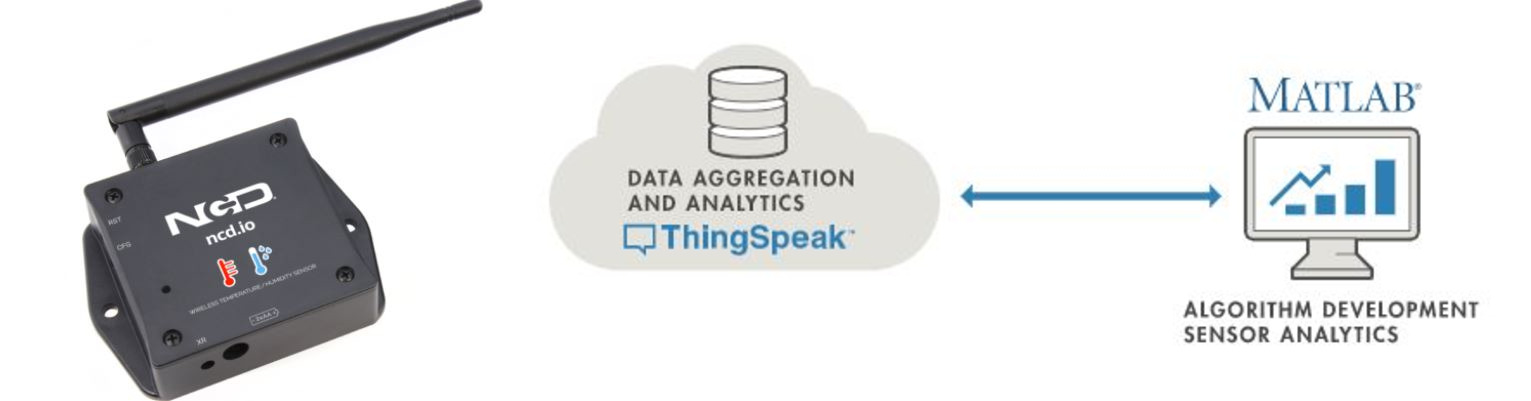 NCD
ncd.io
RST
CFG
WIRELESS TEMPERATURE/HUMIDITY SENSOR
- 2xAA +
XR
DATA AGGREGATION
AND ANALYTICS
ThingSpeak™
MATLAB®
ALGORITHM DEVELOPMENT
SENSOR ANALYTICS